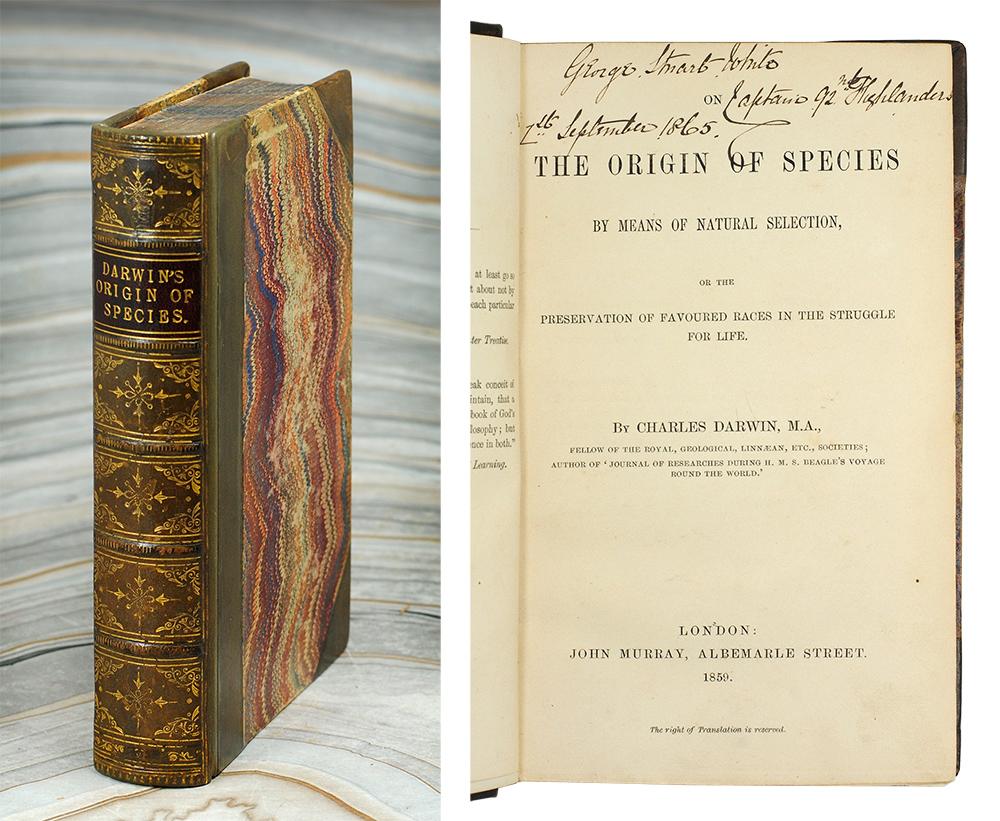 DARWIN'S
ORIGIN OF
SPECIES.
at least go so
t about not by
each particular
ter Treatise.
eak conceit of
intain, that a
book of God's
losophy; but
nce in both."
Learning.
George Stuart White
ON Captain 92nd Highlanders
September 1865.
THE ORIGIN OF SPECIES
BY MEANS OF NATURAL SELECTION,
OR THE
PRESERVATION OF FAVOURED RACES IN THE STRUGGLE
FOR LIFE.
BY CHARLES DARWIN, M.A.,
FELLOW OF THE ROYAL, GEOLOGICAL, LINNÆAN, ETC., SOCIETIES;
AUTHOR OF 'JOURNAL OF RESEARCHES DURING H. M. S. BEAGLE'S VOYAGE
ROUND THE WORLD.'
LONDON:
JOHN MURRAY, ALBEMARLE STREET.
1859.
The right of Translation is reserved.